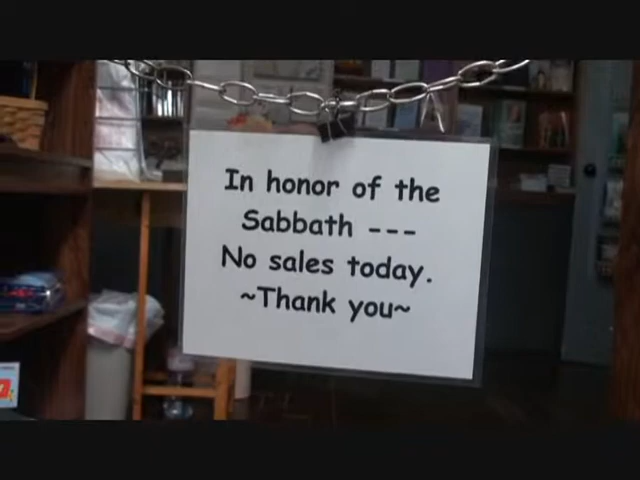 In honor of the
Sabbath ---
No sales today.
~Thank you~